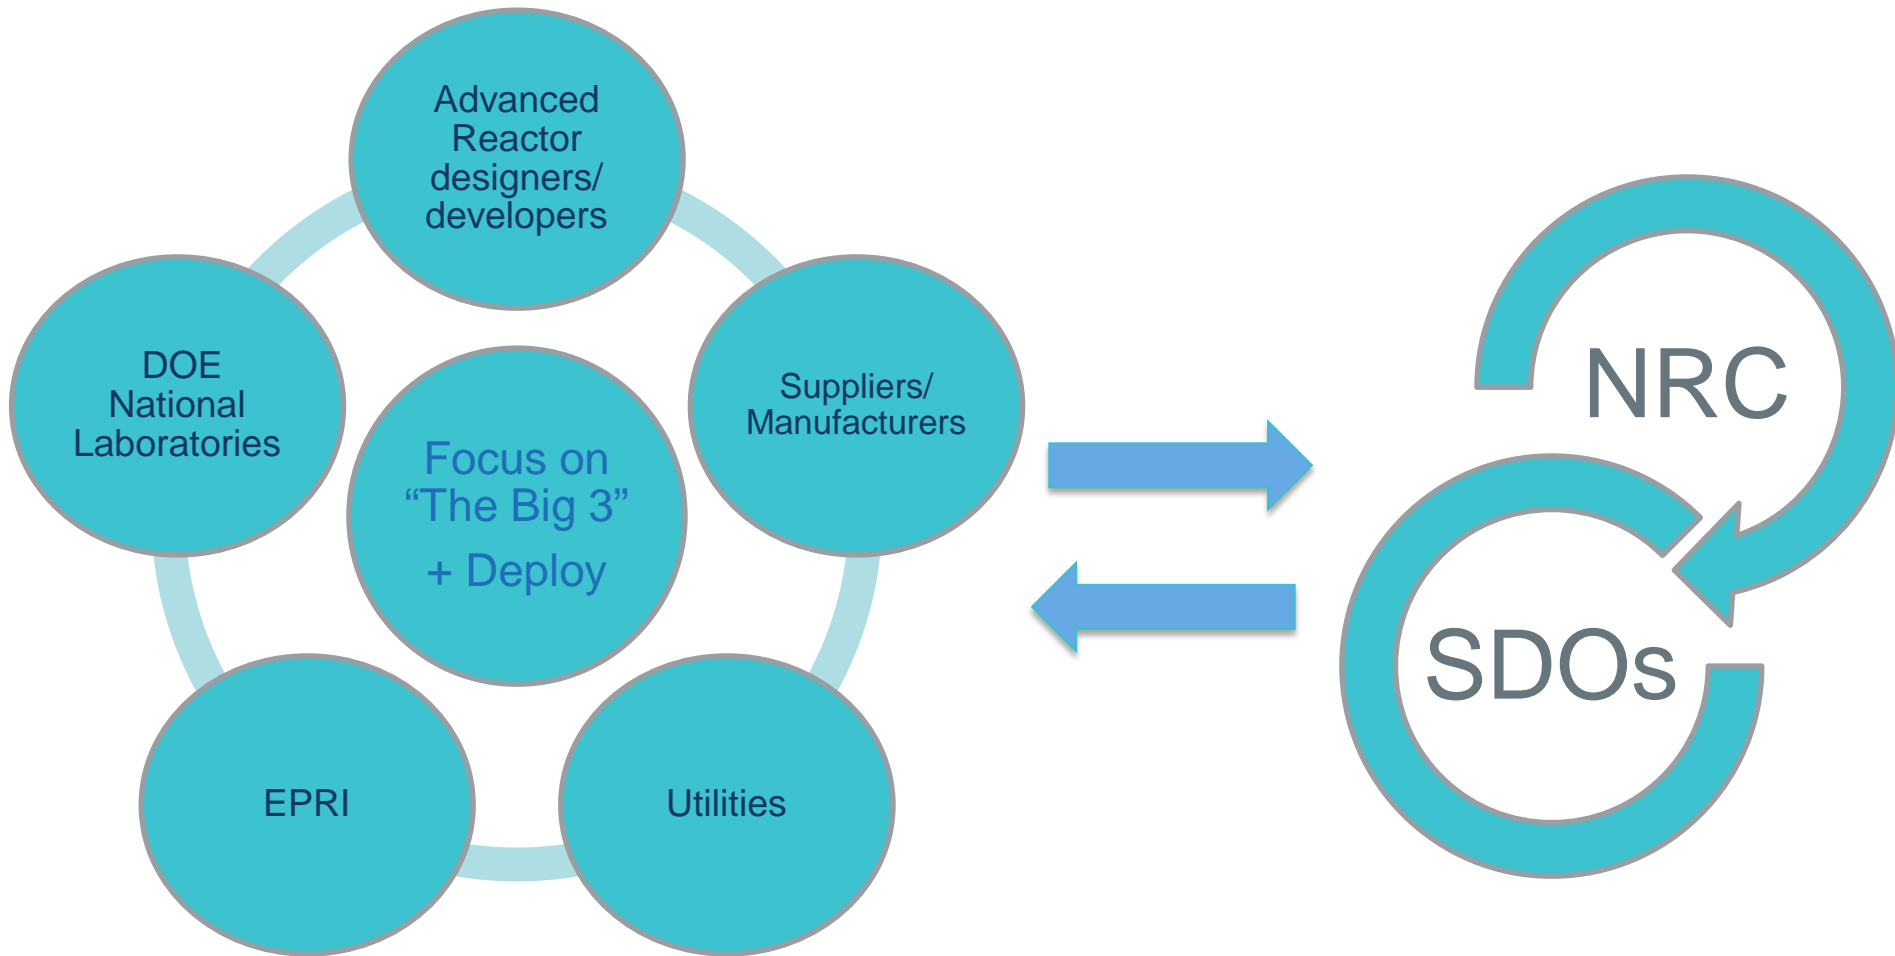 Advanced
Reactor
designers/
developers
DOE
National
Laboratories
Suppliers/
Manufacturers
Focus on
“The Big 3”
+ Deploy
EPRI
Utilities
NRC
SDOs